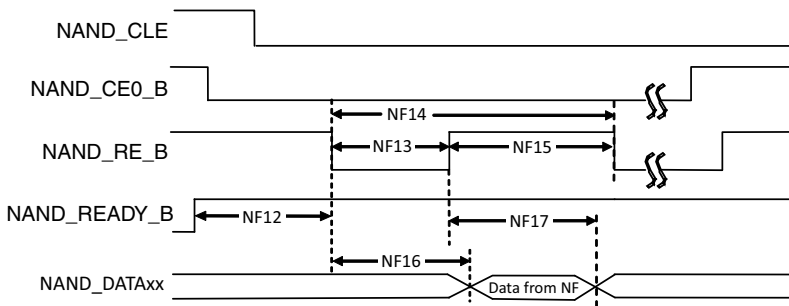 NAND_CLE
NAND_CE0_B
NF14
NAND_RE_B
NF13
NF15
NAND_READY_B
NF12
NF17
NF16
NAND_DATAxx
Data from NF